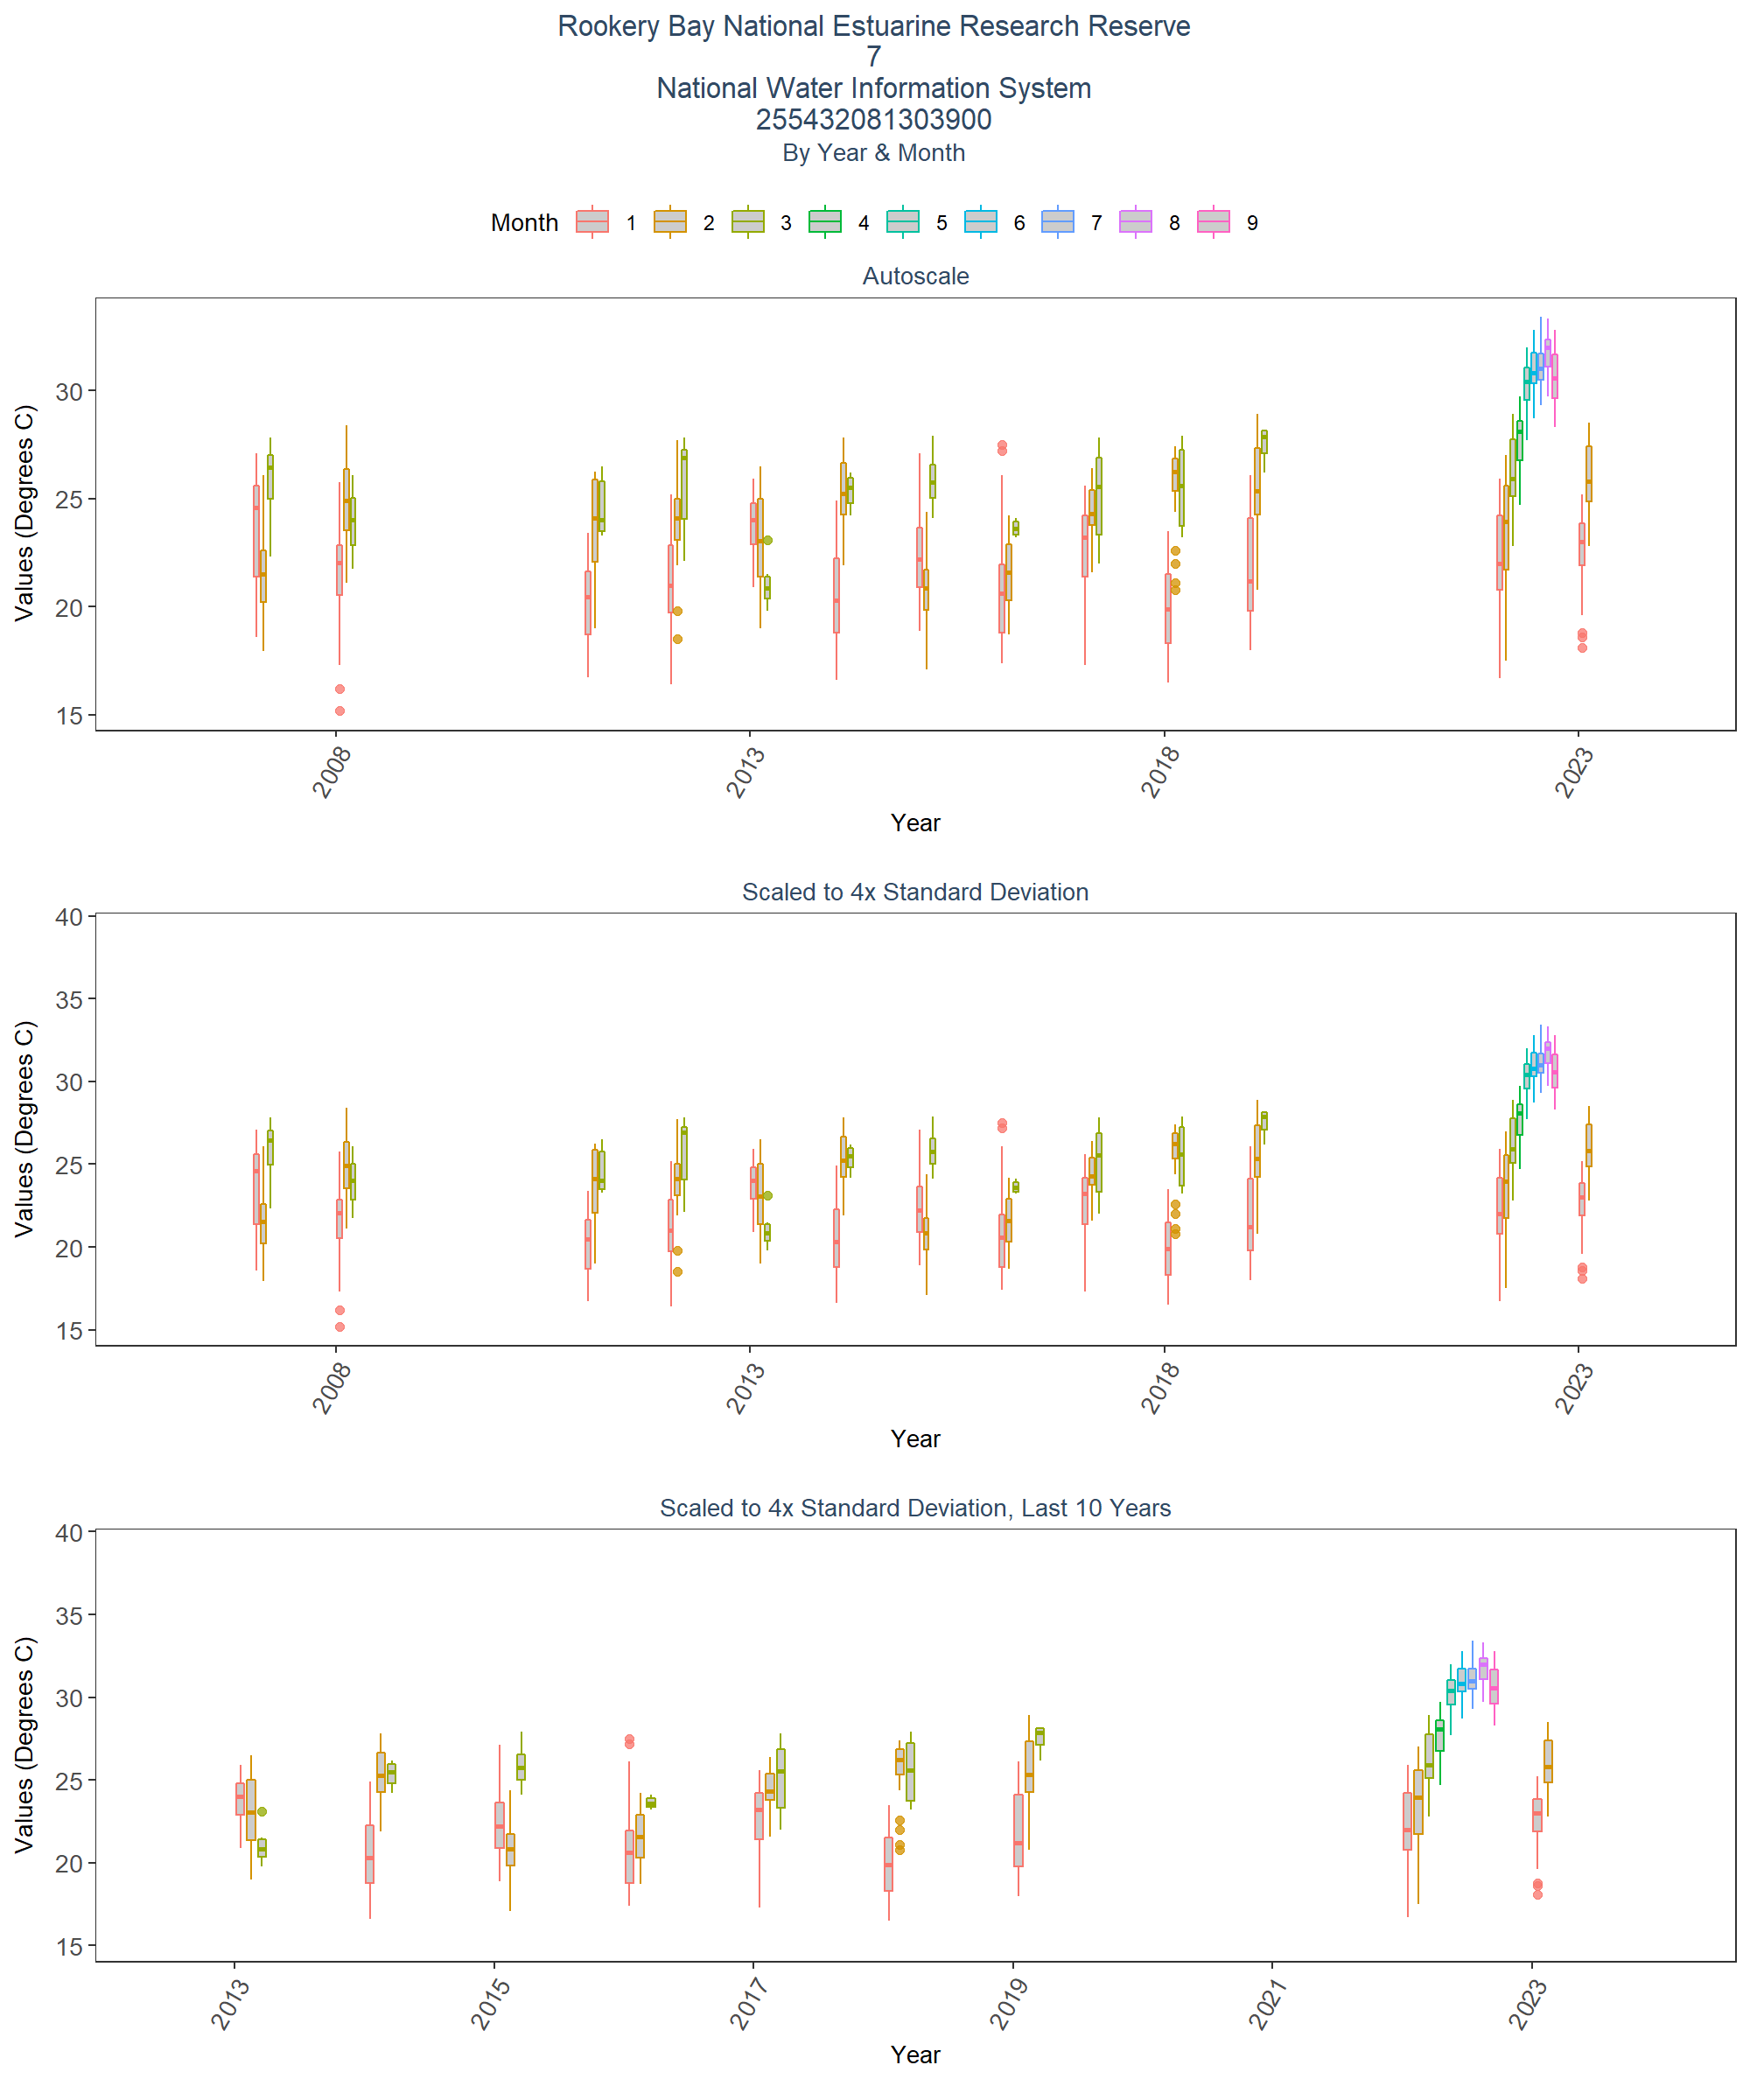 Rookery Bay National Estuarine Research Reserve
7
National Water Information System
255432081303900
By Year & Month
Month 1 2 3 4 5 6 7 8 9
Autoscale
Values (Degrees C)
30
25
20
15
2008 2013 2018 2023
Year
Scaled to 4x Standard Deviation
Values (Degrees C)
40
35
30
25
20
15
2008 2013 2018 2023
Year
Scaled to 4x Standard Deviation, Last 10 Years
Values (Degrees C)
40
35
30
25
20
15
2013 2015 2017 2019 2021 2023
Year